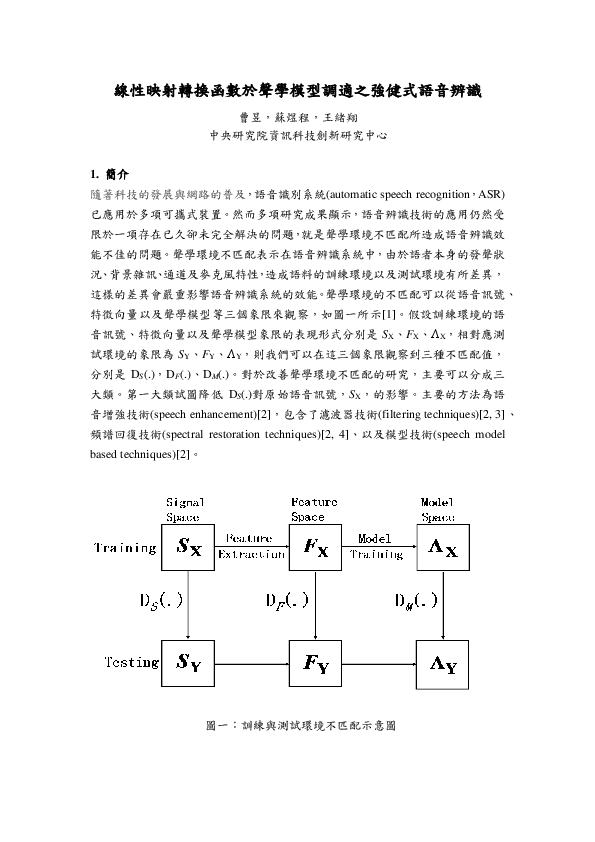 線性映射轉換函數於聲學模型調適之強健式語音辨識
曹昱，蘇煜程，王緒翔
中央研究院資訊科技創新研究中心
1. 簡介
隨著科技的發展與網路的普及，語音識別系統(automatic speech recognition，ASR)
已應用於多項可攜式裝置。然而多項研究成果顯示，語音辨識技術的應用仍然受
限於一項存在已久卻未完全解決的問題，就是聲學環境不匹配所造成語音辨識效
能不佳的問題。聲學環境不匹配表示在語音辨識系統中，由於語者本身的發聲狀
況、背景雜訊、通道及麥克風特性，造成語料的訓練環境以及測試環境有所差異，
這樣的差異會嚴重影響語音辨識系統的效能。聲學環境的不匹配可以從語音訊號、
特徵向量以及聲學模型等三個象限來觀察，如圖一所示[1]。假設訓練環境的語
音訊號、特徵向量以及聲學模型象限的表現形式分別是 SX、FX、ΛX，相對應測
試環境的象限為 SY、FY、ΛY，則我們可以在這三個象限觀察到三種不匹配值，
分別是 DS(.)，DF(.)、DM(.)。對於改善聲學環境不匹配的研究，主要可以分成三
大類。第一大類試圖降低 DS(.)對原始語音訊號，SX，的影響。主要的方法為語
音增強技術(speech enhancement)[2]，包含了濾波器技術(filtering techniques)[2, 3]、
頻譜回復技術(spectral restoration techniques)[2, 4]、以及模型技術(speech model
based techniques)[2]。
Signal Space
Feature Space
Model Space
Training
SX
Feature Extraction
FX
Model Training
ΛX
DS(.)
DF(.)
DM(.)
Testing
SY
FY
ΛY
圖一：訓練與測試環境不匹配示意圖